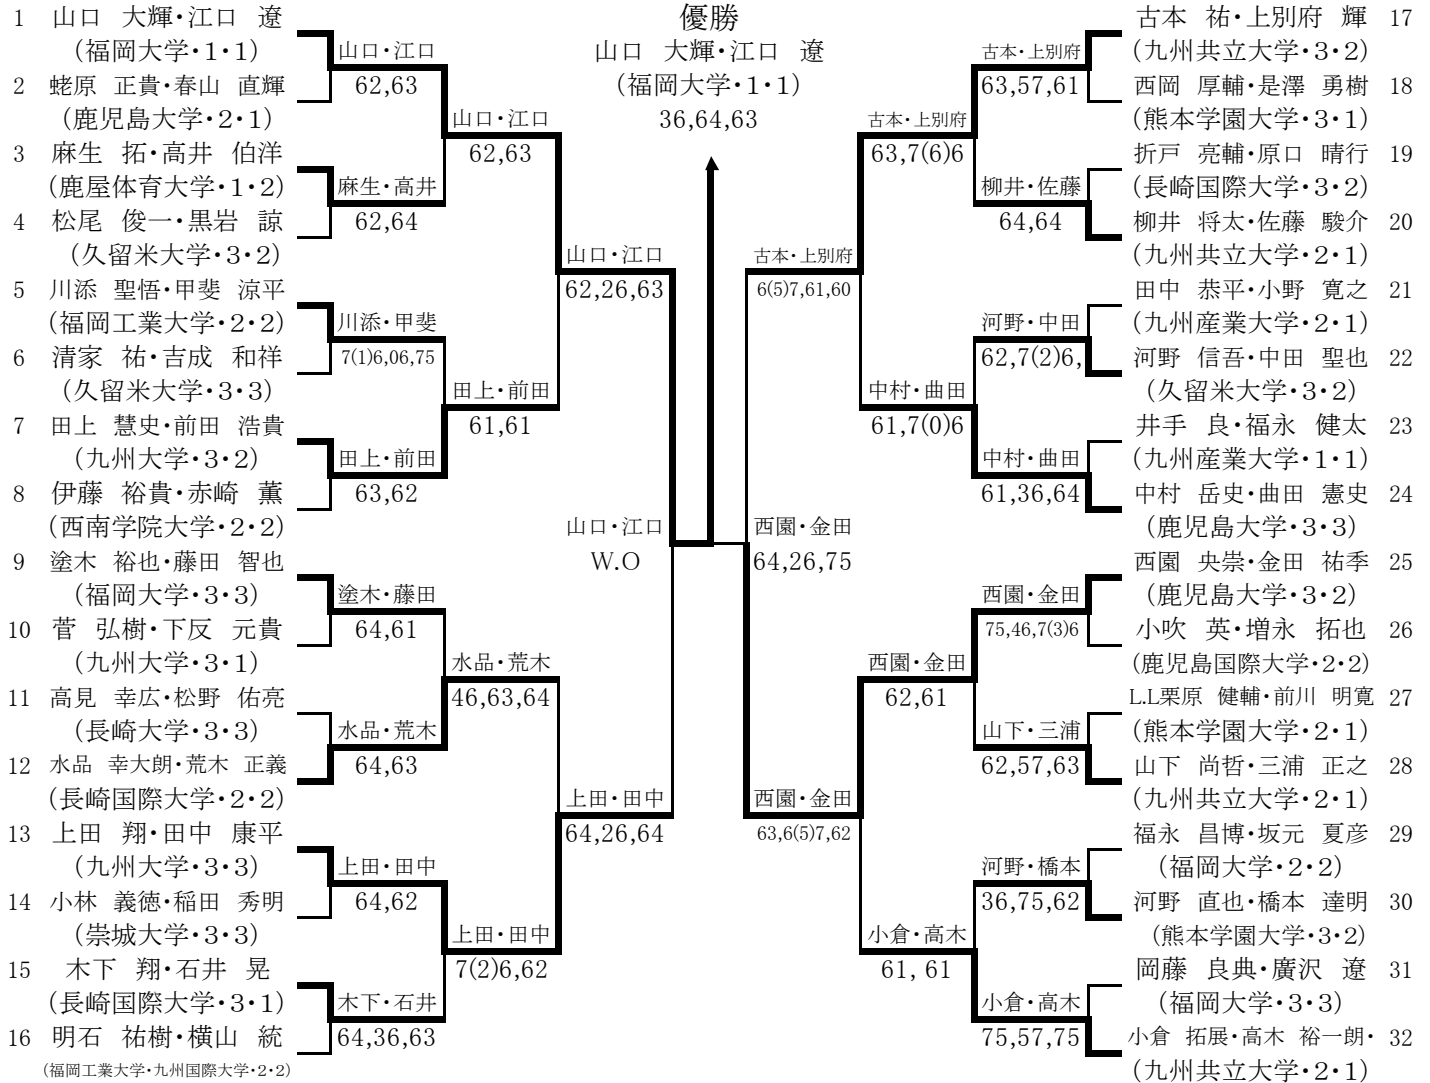 優勝
山口 大輝・江口 遼
(福岡大学・1・1)
36,64,63
1 山口 大輝・江口 遼
(福岡大学・1・1)
2 蛯原 正貴・春山 直輝
(鹿児島大学・2・1)
3 麻生 拓・高井 伯洋
(鹿屋体育大学・1・2)
4 松尾 俊一・黒岩 諒
(久留米大学・3・2)
5 川添 聖悟・甲斐 涼平
(福岡工業大学・2・2)
6 清家 祐・吉成 和祥
(久留米大学・3・3)
7 田上 慧史・前田 浩貴
(九州大学・3・2)
8 伊藤 裕貴・赤崎 薫
(西南学院大学・2・2)
9 塗木 裕也・藤田 智也
(福岡大学・3・3)
10 菅 弘樹・下反 元貴
(九州大学・3・1)
11 高見 幸広・松野 佑亮
(長崎大学・3・3)
12 水品 幸大朗・荒木 正義
(長崎国際大学・2・2)
13 上田 翔・田中 康平
(九州大学・3・3)
14 小林 義徳・稲田 秀明
(崇城大学・3・3)
15 木下 翔・石井 晃
(長崎国際大学・3・1)
16 明石 祐樹・横山 統
(福岡工業大学・九州国際大学・2・2)
山口・江口
62,63
麻生・高井
62,64
川添・甲斐
7(1)6,06,75
田上・前田
63,62
塗木・藤田
64,61
水品・荒木
64,63
上田・田中
64,62
木下・石井
64,36,63
山口・江口
62,63
田上・前田
61,61
水品・荒木
46,63,64
上田・田中
7(2)6,62
山口・江口
62,26,63
上田・田中
64,26,64
山口・江口
W.O
西園・金田
64,26,75
古本・上別府
6(5)7,61,60
西園・金田
63,6(5)7,62
古本・上別府
63,7(6)6
中村・曲田
61,7(0)6
西園・金田
62,61
小倉・高木
61, 61
古本・上別府
63,57,61
柳井・佐藤
64,64
河野・中田
62,7(2)6,
中村・曲田
61,36,64
西園・金田
75,46,7(3)6
山下・三浦
62,57,63
河野・橋本
36,75,62
小倉・高木
75,57,75
古本 祐・上別府 輝 17
(九州共立大学・3・2)
西岡 厚輔・是澤 勇樹 18
(熊本学園大学・3・1)
折戸 亮輔・原口 晴行 19
(長崎国際大学・3・2)
柳井 将太・佐藤 駿介 20
(九州共立大学・2・1)
田中 恭平・小野 寛之 21
(九州産業大学・2・1)
河野 信吾・中田 聖也 22
(久留米大学・3・2)
井手 良・福永 健太 23
(九州産業大学・1・1)
中村 岳史・曲田 憲史 24
(鹿児島大学・3・3)
西園 央崇・金田 祐季 25
(鹿児島大学・3・2)
小吹 英・増永 拓也 26
(鹿児島国際大学・2・2)
L.L栗原 健輔・前川 明寛 27
(熊本学園大学・2・1)
山下 尚哲・三浦 正之 28
(九州共立大学・2・1)
福永 昌博・坂元 夏彦 29
(福岡大学・2・2)
河野 直也・橋本 達明 30
(熊本学園大学・3・2)
岡藤 良典・廣沢 遼 31
(福岡大学・3・3)
小倉 拓展・高木 裕一朗・ 32
(九州共立大学・2・1)